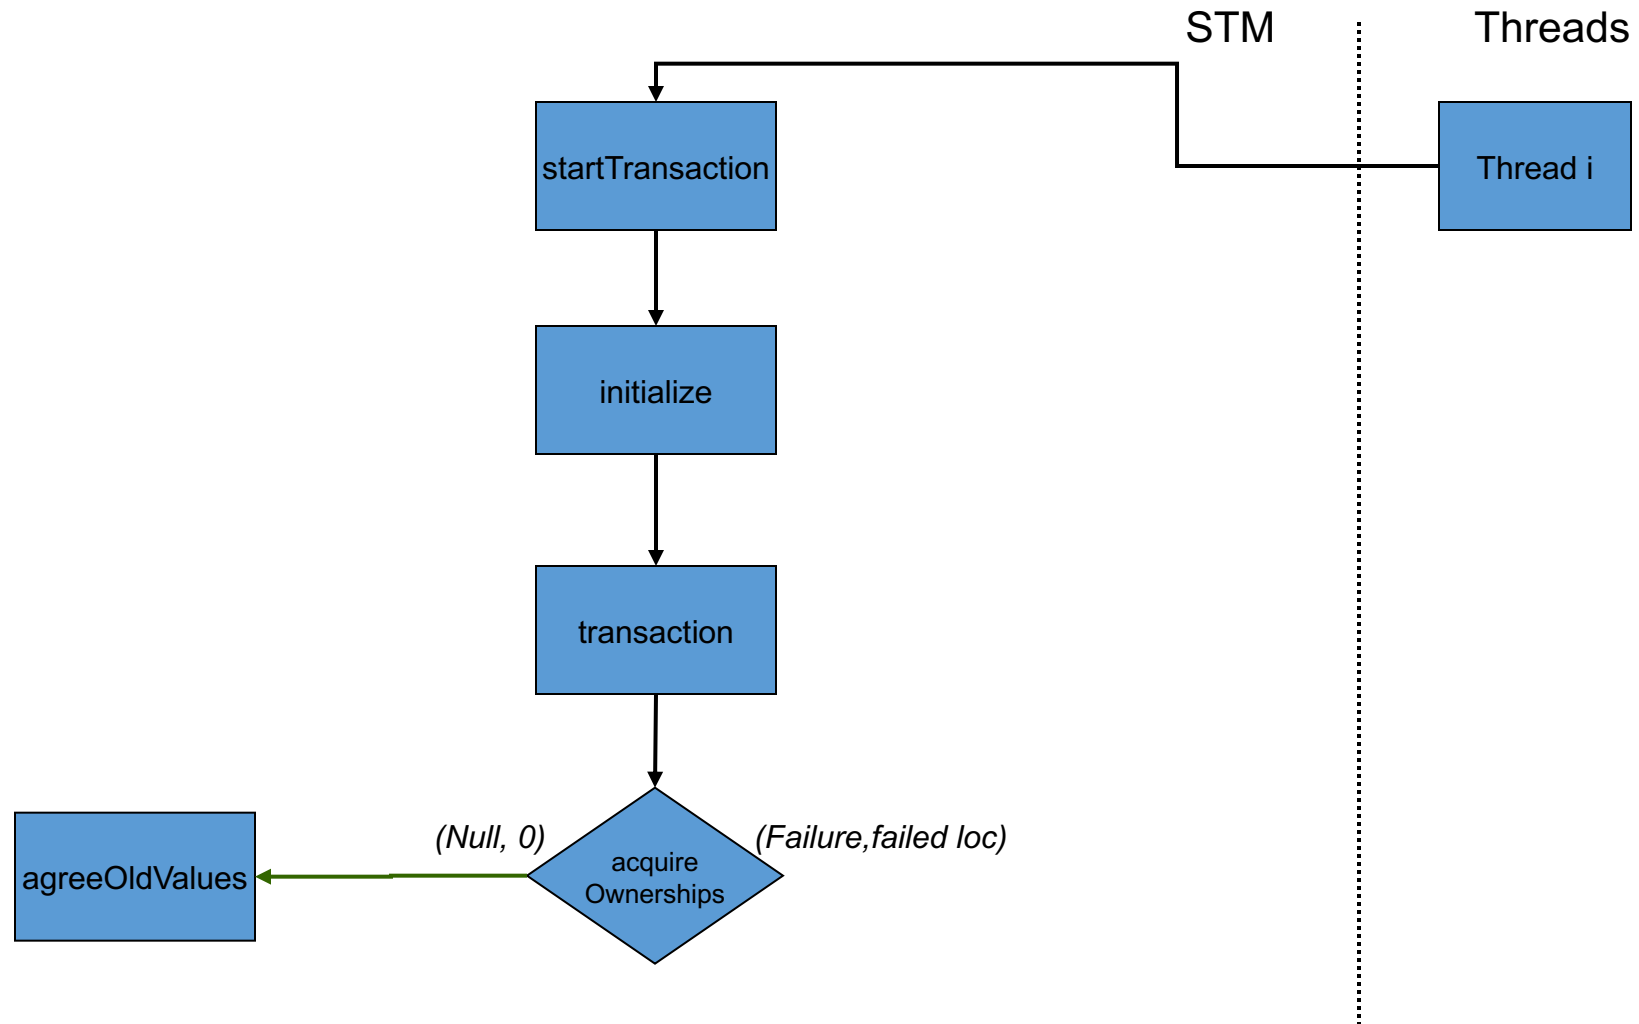 STM
Threads
startTransaction
Thread i
initialize
transaction
(Null, 0)
(Failure,failed loc)
acquire
Ownerships
agreeOldValues